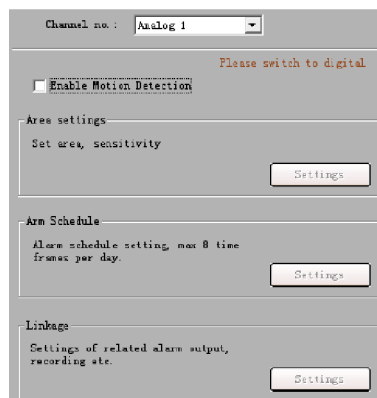 Channel no.: Analog 1
Please switch to digital
Enable Motion Detection
Area settings
Set area, sensitivity
Settings
Arm Schedule
Alarm schedule setting, max 8 time
frames per day.
Settings
Linkage
Settings of related alarm output,
recording etc.
Settings